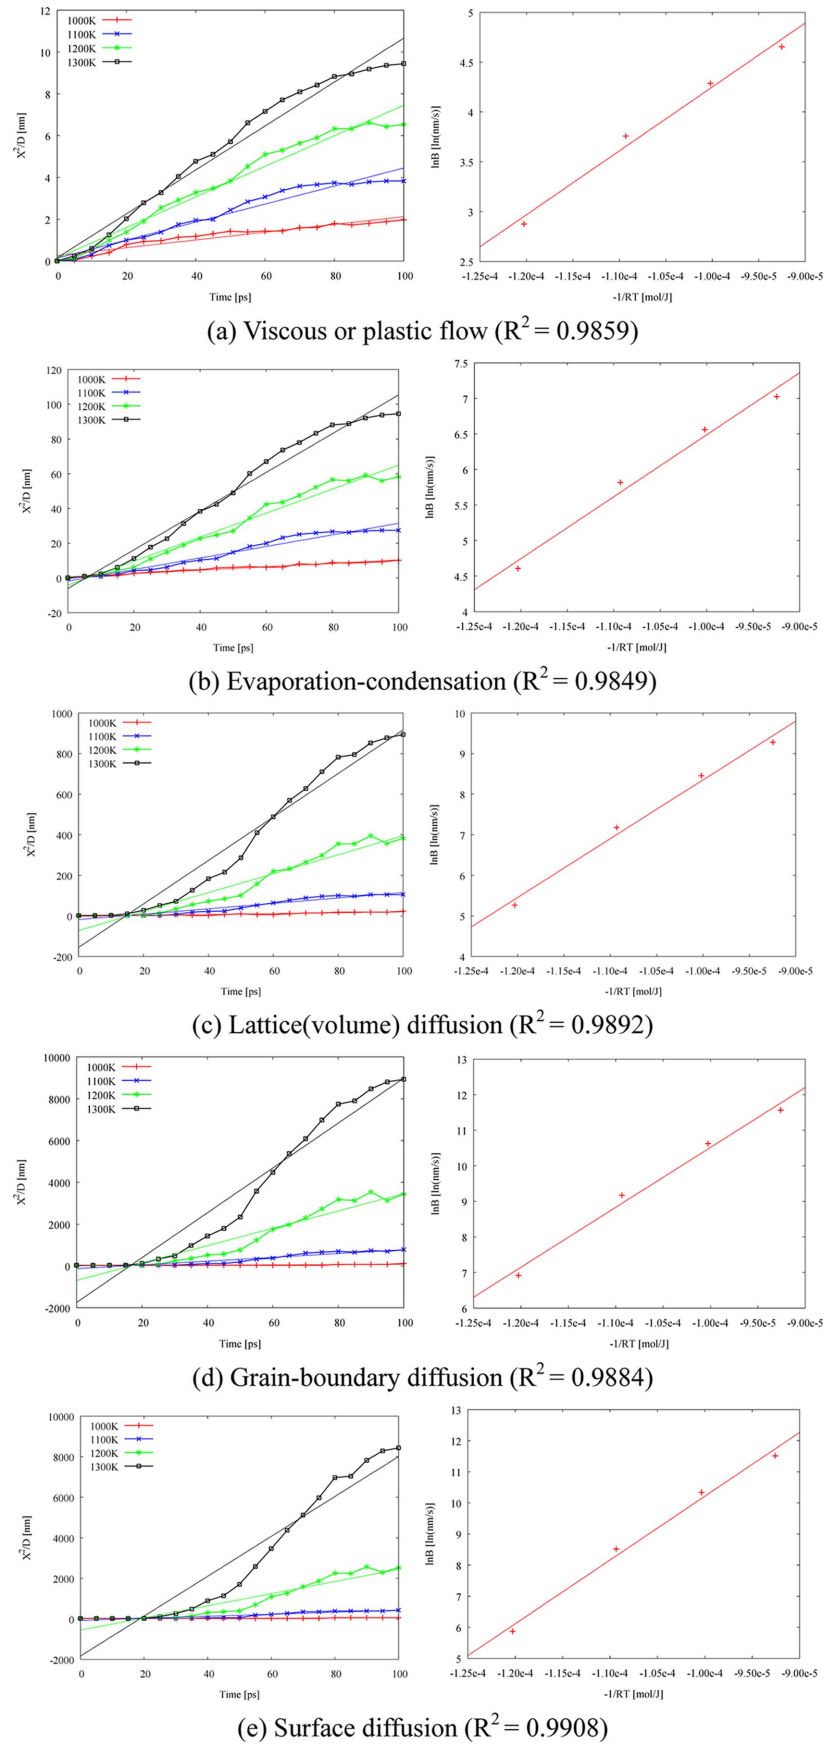 12
10
8
6
4
2
0
0 20 40 60 80 100
X²/D [nm]
Time [ps]
1000K
1100K
1200K
1300K
5
4.5
4
3.5
3
2.5
-1.25e-4 -1.20e-4 -1.10e-4 -1.05e-4 -1.00e-4 -9.50e-5 -9.00e-5
lnB [ln(nm/s)]
-1/RT [mol/J]
(a) Viscous or plastic flow (R² = 0.9859)
120
100
80
60
40
20
0
-20
0 20 40 60 80 100
X²/D [nm]
Time [ps]
1000K
1100K
1200K
1300K
7.5
7
6.5
6
5.5
5
4.5
4
-1.25e-4 -1.20e-4 -1.10e-4 -1.05e-4 -1.00e-4 -9.50e-5 -9.00e-5
lnB [ln(nm/s)]
-1/RT [mol/J]
(b) Evaporation-condensation (R² = 0.9849)
1000
800
600
400
200
0
-200
0 20 40 60 80 100
X²/D [nm]
Time [ps]
1000K
1100K
1200K
1300K
10
9
8
7
6
5
4
-1.25e-4 -1.20e-4 -1.10e-4 -1.05e-4 -1.00e-4 -9.50e-5 -9.00e-5
lnB [ln(nm/s)]
-1/RT [mol/J]
(c) Lattice(volume) diffusion (R² = 0.9892)
10000
8000
6000
4000
2000
0
-2000
0 20 40 60 80 100
X²/D [nm]
Time [ps]
1000K
1100K
1200K
1300K
13
12
11
10
9
8
7
6
-1.25e-4 -1.20e-4 -1.10e-4 -1.05e-4 -1.00e-4 -9.50e-5 -9.00e-5
lnB [ln(nm/s)]
-1/RT [mol/J]
(d) Grain-boundary diffusion (R² = 0.9884)
10000
8000
6000
4000
2000
0
-2000
0 20 40 60 80 100
X²/D [nm]
Time [ps]
1000K
1100K
1200K
1300K
13
12
11
10
9
8
7
6
5
-1.25e-4 -1.20e-4 -1.10e-4 -1.05e-4 -1.00e-4 -9.50e-5 -9.00e-5
lnB [ln(nm/s)]
-1/RT [mol/J]
(e) Surface diffusion (R² = 0.9908)